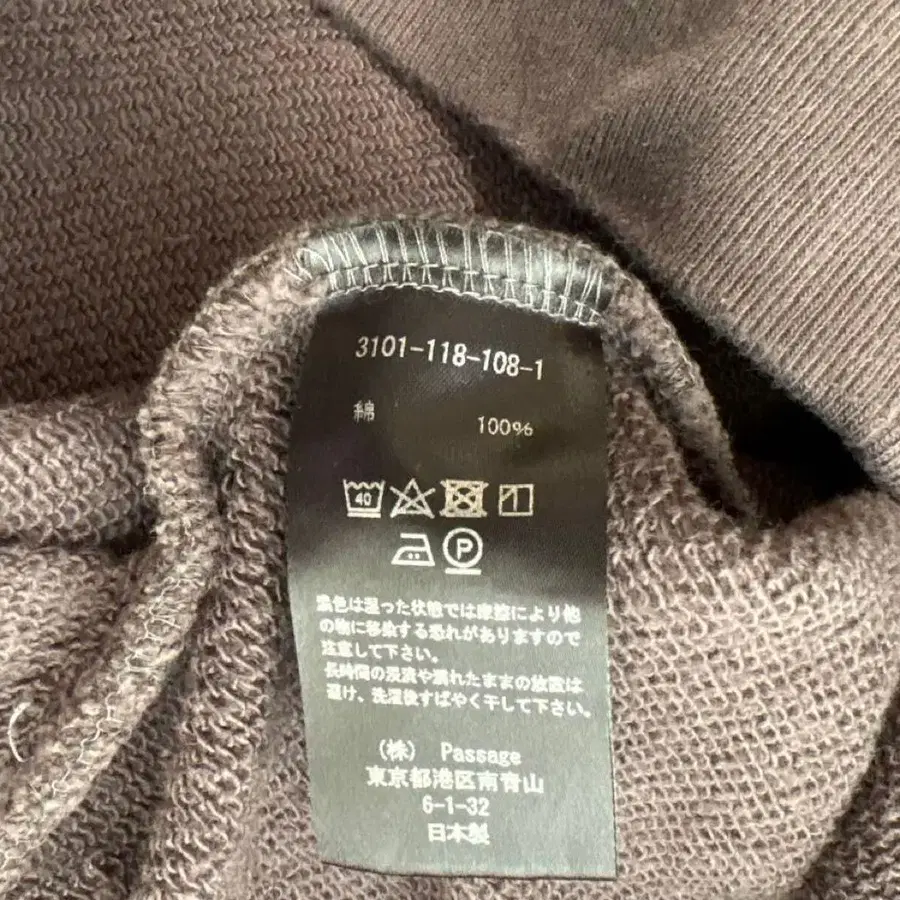 3101-118-108-1
綿 100%
40
P
濃色は湿った状態では摩擦により他
の物に移染する恐れがありますので
注意して下さい。
長時間の浸漬や濡れたままの放置は
避け、洗濯後すばやく干して下さい。
(株) Passage
東京都港区南青山
6-1-32
日本製